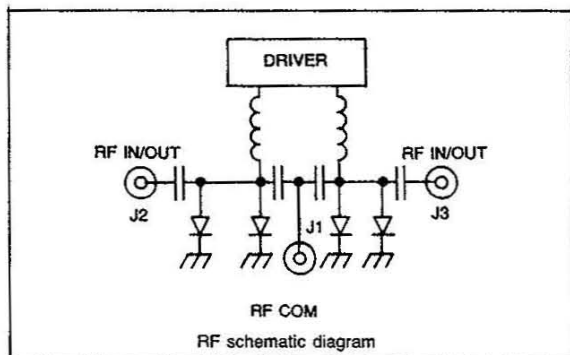 DRIVER
RF IN/OUT
RF IN/OUT
J2
J1
J3
RF COM
RF schematic diagram